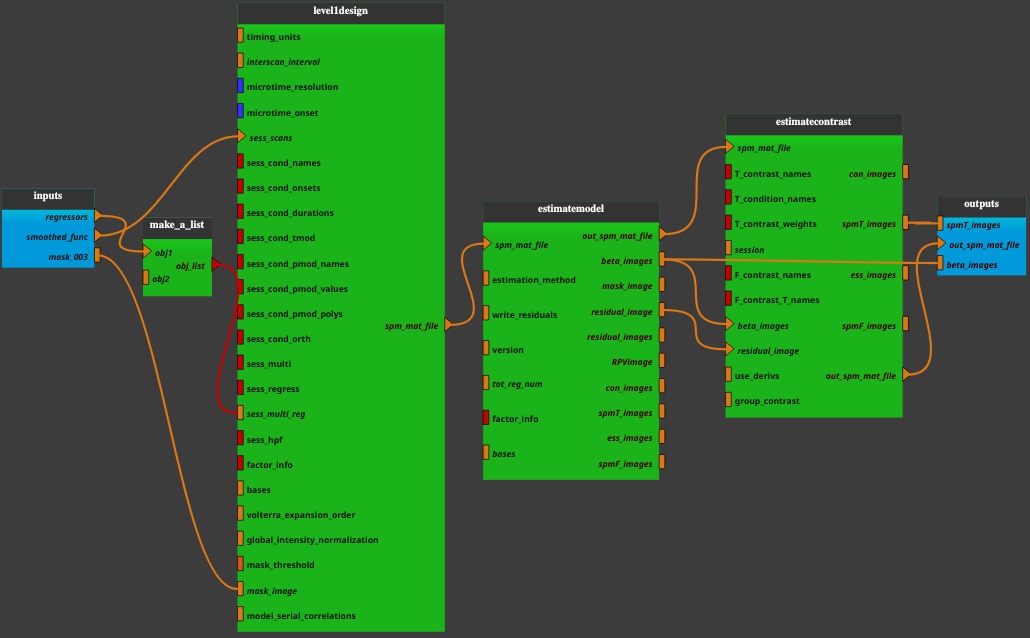 inputs
regressors
smoothed_func
mask_003
make_a_list
obj1
obj_list
obj2
level1design
timing_units
interscan_interval
microtime_resolution
microtime_onset
sess_scans
sess_cond_names
sess_cond_onsets
sess_cond_durations
sess_cond_tmod
sess_cond_pmod_names
sess_cond_pmod_values
sess_cond_pmod_polys
spm_mat_file
sess_cond_orth
sess_multi
sess_regress
sess_multi_reg
sess_hpf
factor_info
bases
volterra_expansion_order
global_intensity_normalization
mask_threshold
mask_image
model_serial_correlations
estimatemodel
out_spm_mat_file
spm_mat_file
beta_images
estimation_method
mask_image
write_residuals
residual_image
residual_images
version
RPVimage
tot_reg_num
con_images
factor_info
spmT_images
ess_images
bases
spmF_images
estimatecontrast
spm_mat_file
T_contrast_names
con_images
T_condition_names
T_contrast_weights
spmT_images
session
F_contrast_names
ess_images
F_contrast_T_names
beta_images
spmF_images
residual_image
use_derivs
out_spm_mat_file
group_contrast
outputs
spmT_images
out_spm_mat_file
beta_images